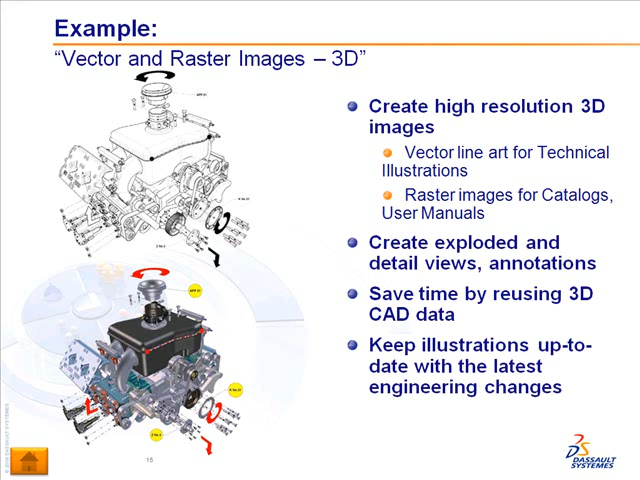 Example:
“Vector and Raster Images – 3D”
Create high resolution 3D
images
Vector line art for Technical
Illustrations
Raster images for Catalogs,
User Manuals
Create exploded and
detail views, annotations
Save time by reusing 3D
CAD data
Keep illustrations up-to-
date with the latest
engineering changes
15
DASSAULT
SYSTEMES